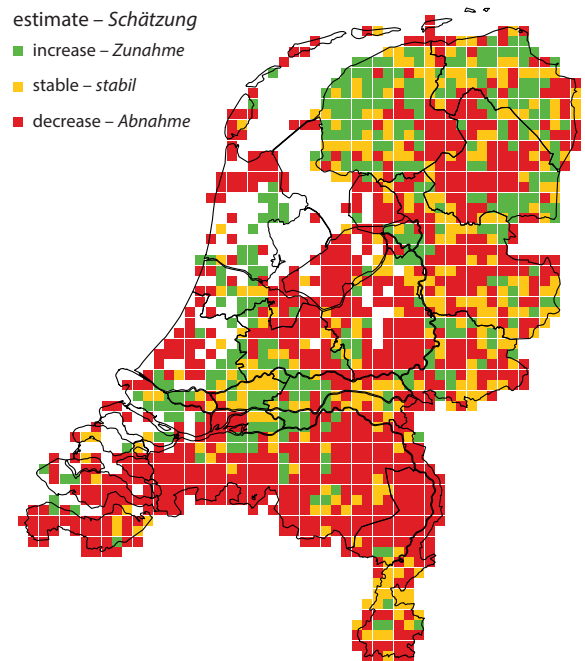 estimate – Schätzung
increase – Zunahme
stable – stabil
decrease – Abnahme